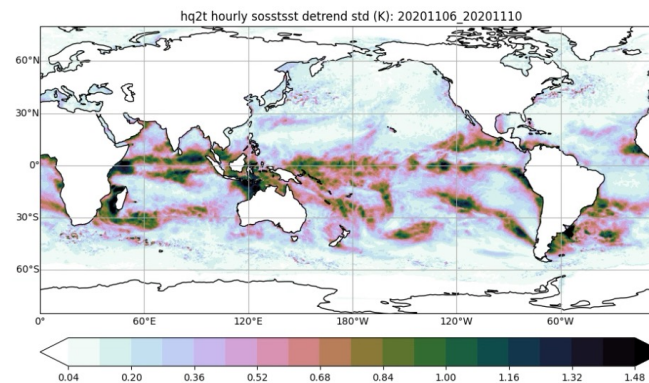 hq2t hourly sosstsst detrend std (K): 20201106_20201110
60°N
30°N
0°
30°S
60°S
0° 60°E 120°E 180°W 120°W 60°W
0.04 0.20 0.36 0.52 0.68 0.84 1.00 1.16 1.32 1.48